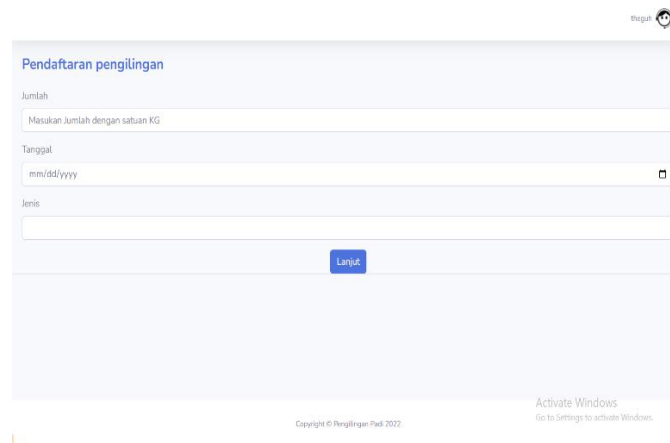 theguh
Pendaftaran pengilingan
Jumlah
Masukan Jumlah dengan satuan KG
Tanggal
mm/dd/yyyy
Jenis
Lanjut
Activate Windows
Go to Settings to activate Windows.
Copyright © Pengilingan Padi 2022